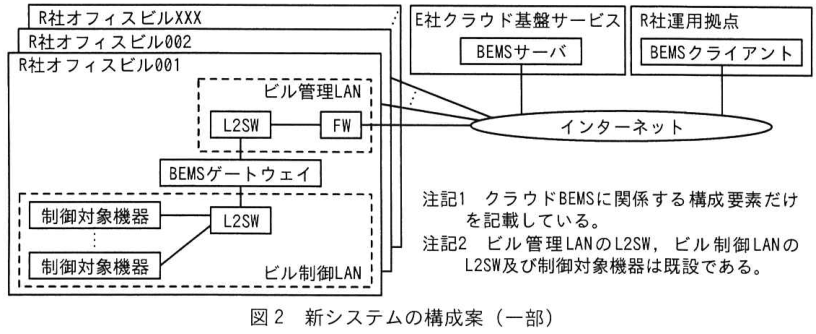 R社オフィスビルXXX
R社オフィスビル002
R社オフィスビル001
ビル管理LAN
L2SW
FW
BEMSゲートウェイ
制御対象機器
L2SW
制御対象機器
ビル制御LAN
E社クラウド基盤サービス
BEMSサーバ
R社運用拠点
BEMSクライアント
インターネット
注記1 クラウドBEMSに関係する構成要素だけ
を記載している。
注記2 ビル管理LANのL2SW，ビル制御LANの
L2SW及び制御対象機器は既設である。
図2 新システムの構成案（一部）